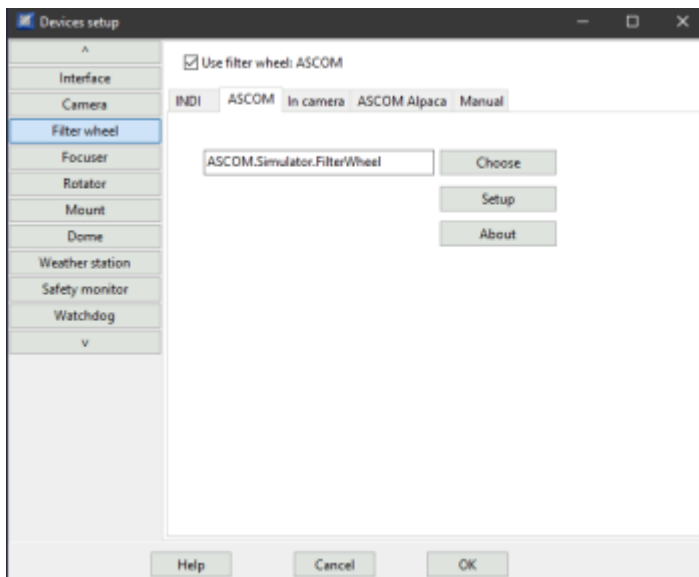 Devices setup
^
Interface
Camera
Filter wheel
Focuser
Rotator
Mount
Dome
Weather station
Safety monitor
Watchdog
v
Use filter wheel: ASCOM
INDI ASCOM In camera ASCOM Alpaca Manual
ASCOM.Simulator.FilterWheel Choose
Setup
About
Help Cancel OK